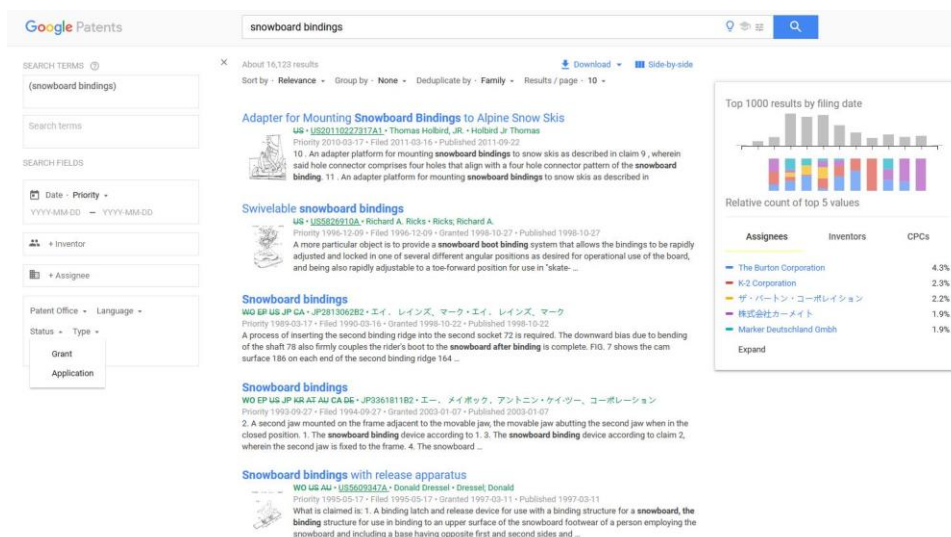 Google Patents
snowboard bindings
SEARCH TERMS
(snowboard bindings)
Search terms
SEARCH FIELDS
Date · Priority
YYYY-MM-DD — YYYY-MM-DD
+ Inventor
+ Assignee
Patent Office Language
Status Type
Grant
Application
×
About 16,123 results
Download Side-by-side
Sort by · Relevance Group by · None Deduplicate by · Family Results / page · 10
Adapter for Mounting Snowboard Bindings to Alpine Snow Skis
US • US20110227317A1 • Thomas Holbird, JR. • Holbird Jr Thomas
Priority 2010-03-17 • Filed 2011-03-16 • Published 2011-09-22
10 . An adapter platform for mounting snowboard bindings to snow skis as described in claim 9 , wherein
said hole connector comprises four holes that align with a four hole connector pattern of the snowboard
binding. 11 . An adapter platform for mounting snowboard bindings to snow skis as described in
Swivelable snowboard bindings
US • US5826910A • Richard A. Ricks • Ricks; Richard A.
Priority 1996-12-09 • Filed 1996-12-09 • Granted 1998-10-27 • Published 1998-10-27
A more particular object is to provide a snowboard boot binding system that allows the bindings to be rapidly
adjusted and locked in one of several different angular positions as desired for operational use of the board,
and being also rapidly adjustable to a toe-forward position for use in "skate- ...
Snowboard bindings
WO EP US JP CA • JP2813062B2 • エイ. レインズ、マーク • エイ. レインズ、マーク
Priority 1989-03-17 • Filed 1990-03-16 • Granted 1998-10-22 • Published 1998-10-22
A process of inserting the second binding ridge into the second socket 72 is required. The downward bias due to bending
of the shaft 78 also firmly couples the rider's boot to the snowboard after binding is complete. FIG. 7 shows the cam
surface 186 on each end of the second binding ridge 164 ...
Snowboard bindings
WO EP US JP KR AT AU CA DE • JP3361811B2 • エー. メイボック, アントニン • ケイ-ツー, コーポレーション
Priority 1993-09-27 • Filed 1994-09-27 • Granted 2003-01-07 • Published 2003-01-07
2. A second jaw mounted on the frame adjacent to the movable jaw, the movable jaw abutting the second jaw when in the
closed position. 1. The snowboard binding device according to 1. 3. The snowboard binding device according to claim 2,
wherein the second jaw is fixed to the frame. 4. The snowboard ...
Snowboard bindings with release apparatus
WO US AU • US5609347A • Donald Dressel • Dressel; Donald
Priority 1995-05-17 • Filed 1995-05-17 • Granted 1997-03-11 • Published 1997-03-11
What is claimed is: 1. A binding latch and release device for use with a binding structure for a snowboard, the
binding structure for use in binding to an upper surface of the snowboard footwear of a person employing the
snowboard and including a base having opposite first and second sides and ...
Top 1000 results by filing date
Relative count of top 5 values
Assignees Inventors CPCs
The Burton Corporation 4.3%
K-2 Corporation 2.3%
ザ・バートン・コーポレイション 2.2%
株式会社カーメイト 1.9%
Marker Deutschland Gmbh 1.9%
Expand